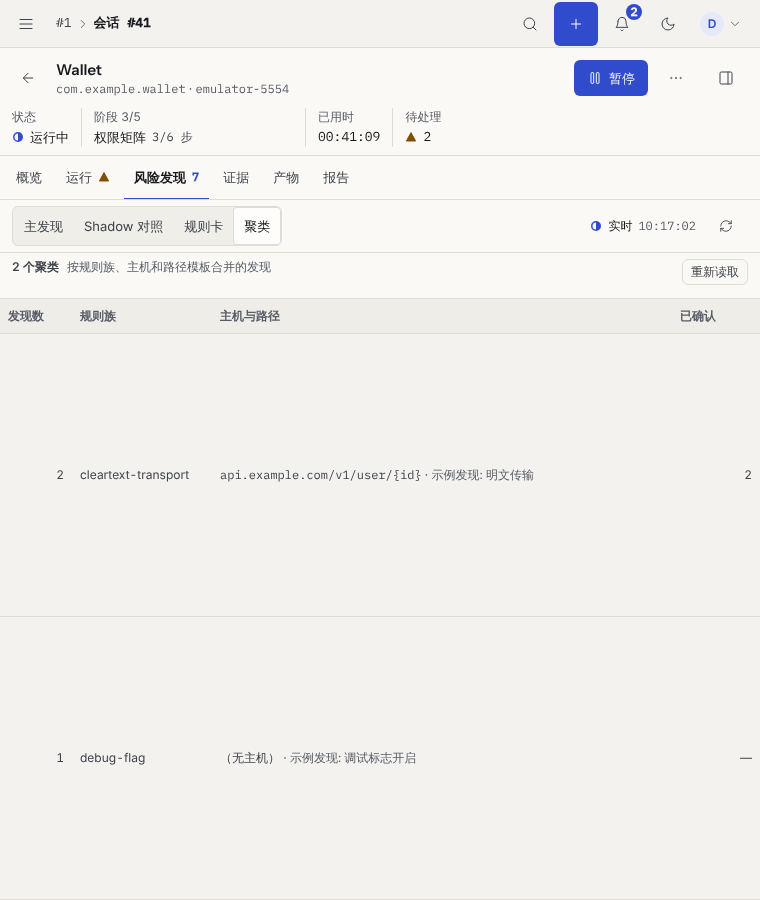 #1 会话 #41 2 D
Wallet
com.example.wallet · emulator-5554
暂停
状态 阶段 3/5 已用时 待处理
运行中 权限矩阵 3/6 步 00:41:09 2
概览 运行 风险发现 7 证据 产物 报告
主发现 Shadow 对照 规则卡 聚类 实时 10:17:02
2 个聚类 按规则族、主机和路径模板合并的发现 重新读取
发现数 规则族 主机与路径 已确认
2 cleartext-transport api.example.com/v1/user/{id} · 示例发现: 明文传输 2
1 debug-flag （无主机） · 示例发现: 调试标志开启 —